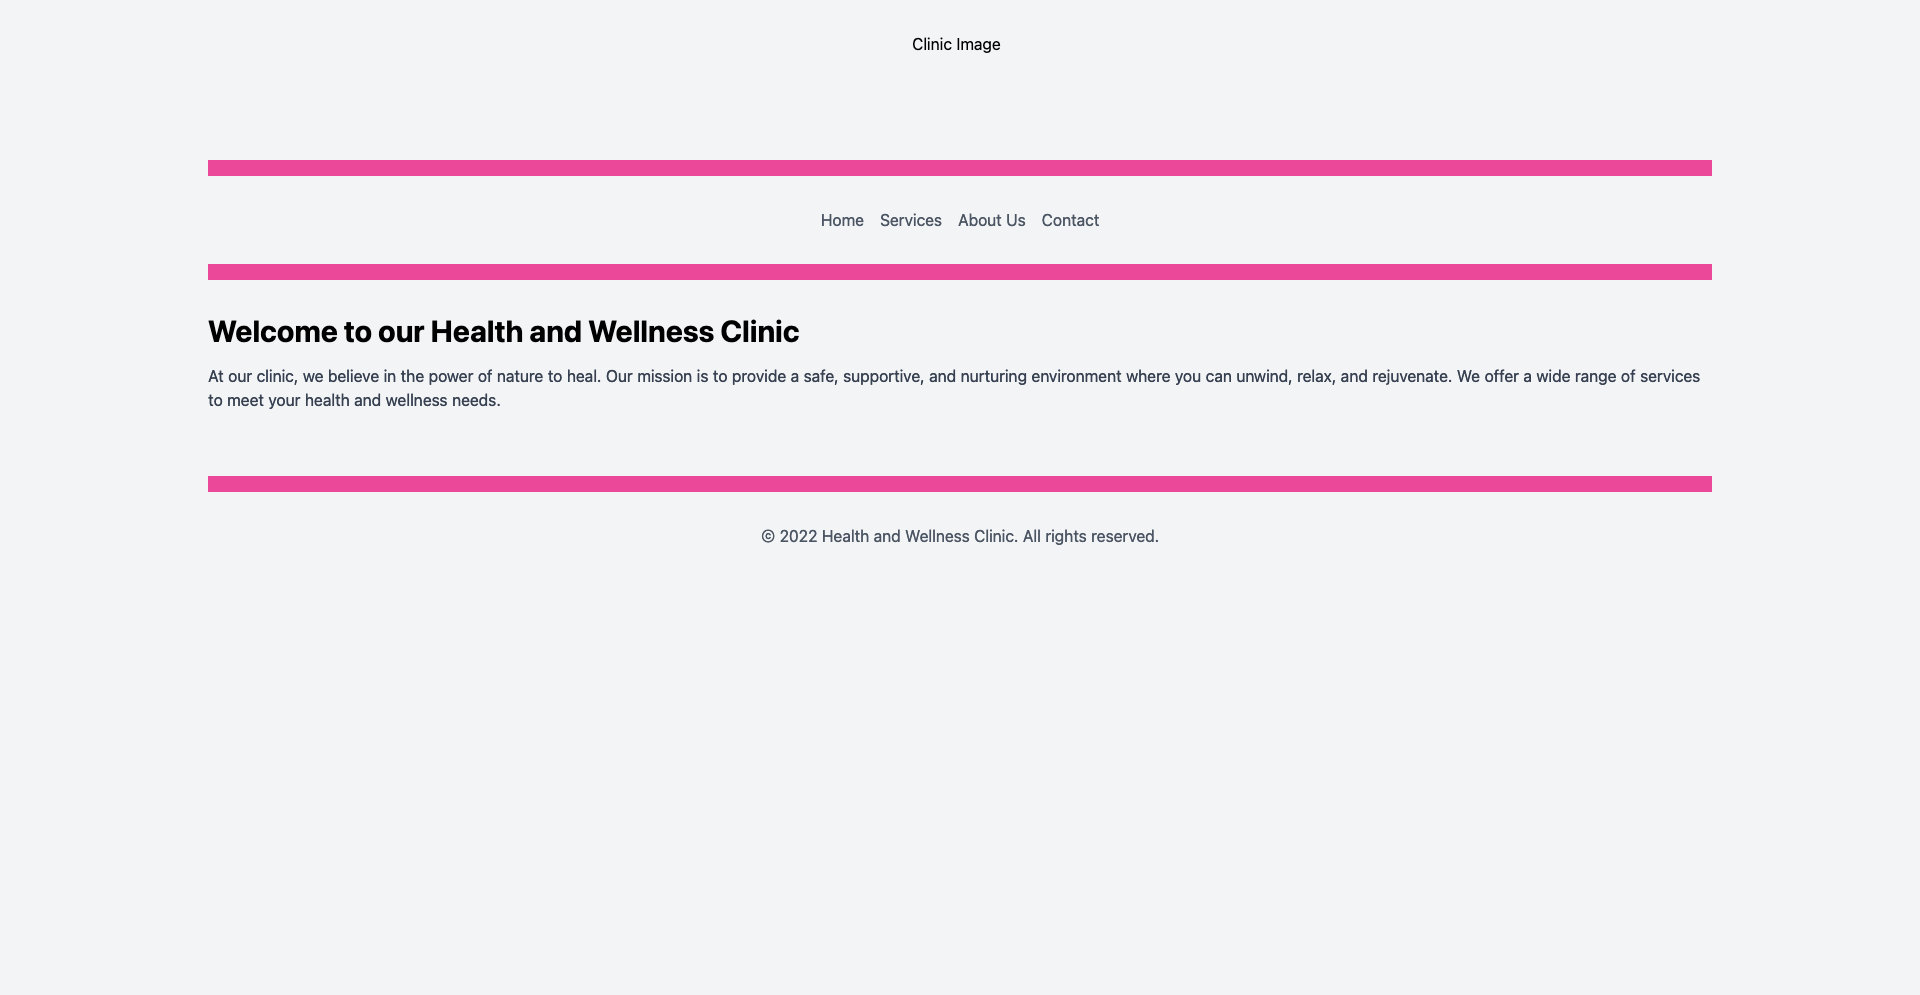 Clinic Image
Home Services About Us Contact
Welcome to our Health and Wellness Clinic
At our clinic, we believe in the power of nature to heal. Our mission is to provide a safe, supportive, and nurturing environment where you can unwind, relax, and rejuvenate. We offer a wide range of services
to meet your health and wellness needs.
© 2022 Health and Wellness Clinic. All rights reserved.